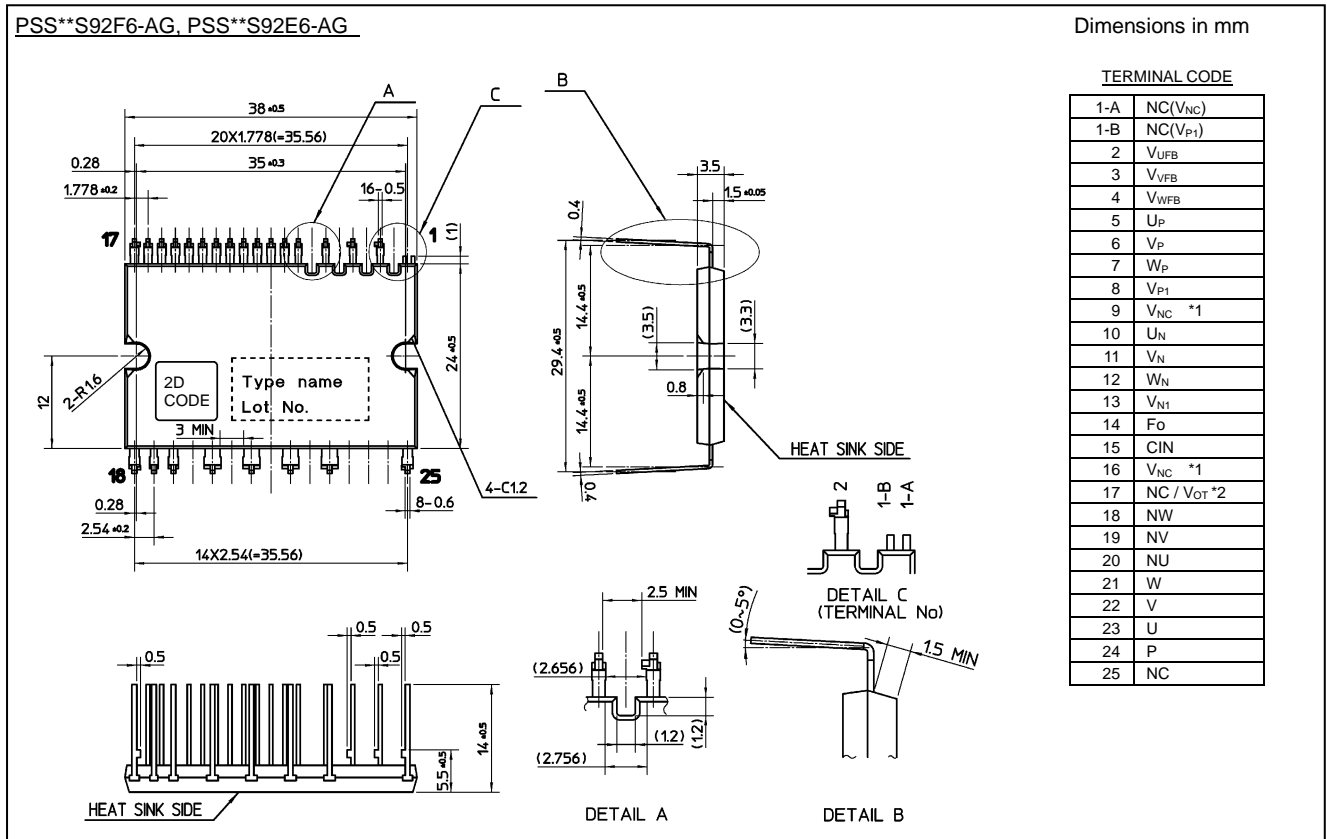 PSS**S92F6-AG, PSS**S92E6-AG
Dimensions in mm
A
C
B
38 ±0.5
20X1.778(=35.56)
0.28
35 ±0.3
1.778 ±0.2
16-0.5
17
1
(1)
3.5
1.5 ±0.05
0.4
14.4 ±0.5
29.4 ±0.5
14.4 ±0.5
(3.5)
(3.3)
0.8
0.4
HEAT SINK SIDE
24 ±0.5
12
2-R1.6
2D
CODE
Type name
Lot No.
3 MIN
18
25
4-C1.2
0.28
8-0.6
2.54 ±0.2
14X2.54(=35.56)
2
1-B
1-A
DETAIL C
(TERMINAL No)
0.5
0.5
0.5
0.5
14 ±0.5
5.5 ±0.5
HEAT SINK SIDE
2.5 MIN
(2.656)
(1.2)
(1.2)
(2.756)
DETAIL A
(0~5°)
1.5 MIN
DETAIL B
TERMINAL CODE
1-A NC(VNC)
1-B NC(VP1)
2 VUFB
3 VVFB
4 VWFB
5 UP
6 VP
7 WP
8 VP1
9 VNC *1
10 UN
11 VN
12 WN
13 VN1
14 Fo
15 CIN
16 VNC *1
17 NC / VOT *2
18 NW
19 NV
20 NU
21 W
22 V
23 U
24 P
25 NC